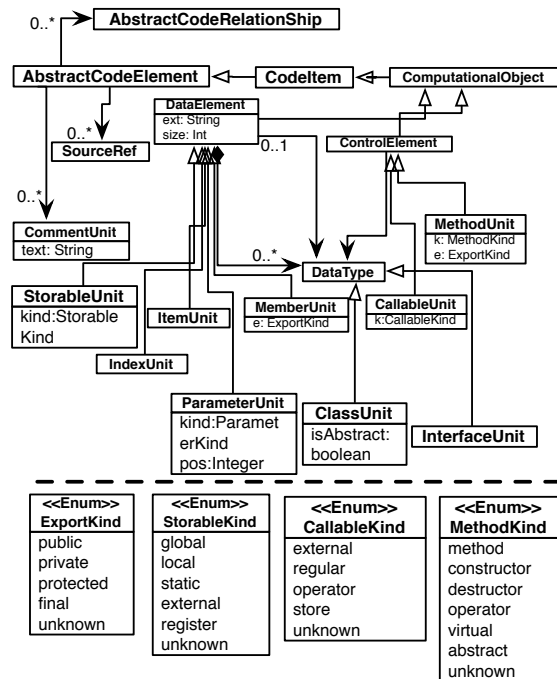 0..*
AbstractCodeRelationShip
AbstractCodeElement
CodeItem
ComputationalObject
DataElement
ext: String
size: Int
0..1
ControlElement
0..*
SourceRef
0..*
CommentUnit
text: String
MethodUnit
k: MethodKind
e: ExportKind
0..*
DataType
StorableUnit
kind:Storable
Kind
ItemUnit
MemberUnit
e: ExportKind
CallableUnit
k:CallableKind
IndexUnit
ParameterUnit
kind:Paramet
erKind
pos:Integer
ClassUnit
isAbstract:
boolean
InterfaceUnit
<<Enum>>
ExportKind
public
private
protected
final
unknown
<<Enum>>
StorableKind
global
local
static
external
register
unknown
<<Enum>>
CallableKind
external
regular
operator
store
unknown
<<Enum>>
MethodKind
method
constructor
destructor
operator
virtual
abstract
unknown